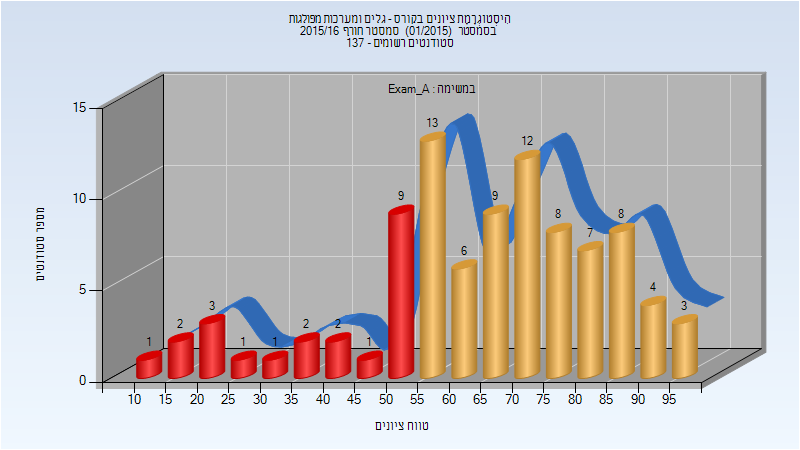 היסטוגרמת ציונים בקורס - גלים ומערכות מפולגות
בסמסטר (01/2015) סמסטר חורף 2015/16
סטודנטים רשומים - 137
במשימה : Exam_A
15
10
5
0
מספר סטודנטים
1 2 3 1 1 2 2 1 9 13 6 9 12 8 7 8 4 3
10 15 20 25 30 35 40 45 50 55 60 65 70 75 80 85 90 95
טווח ציונים